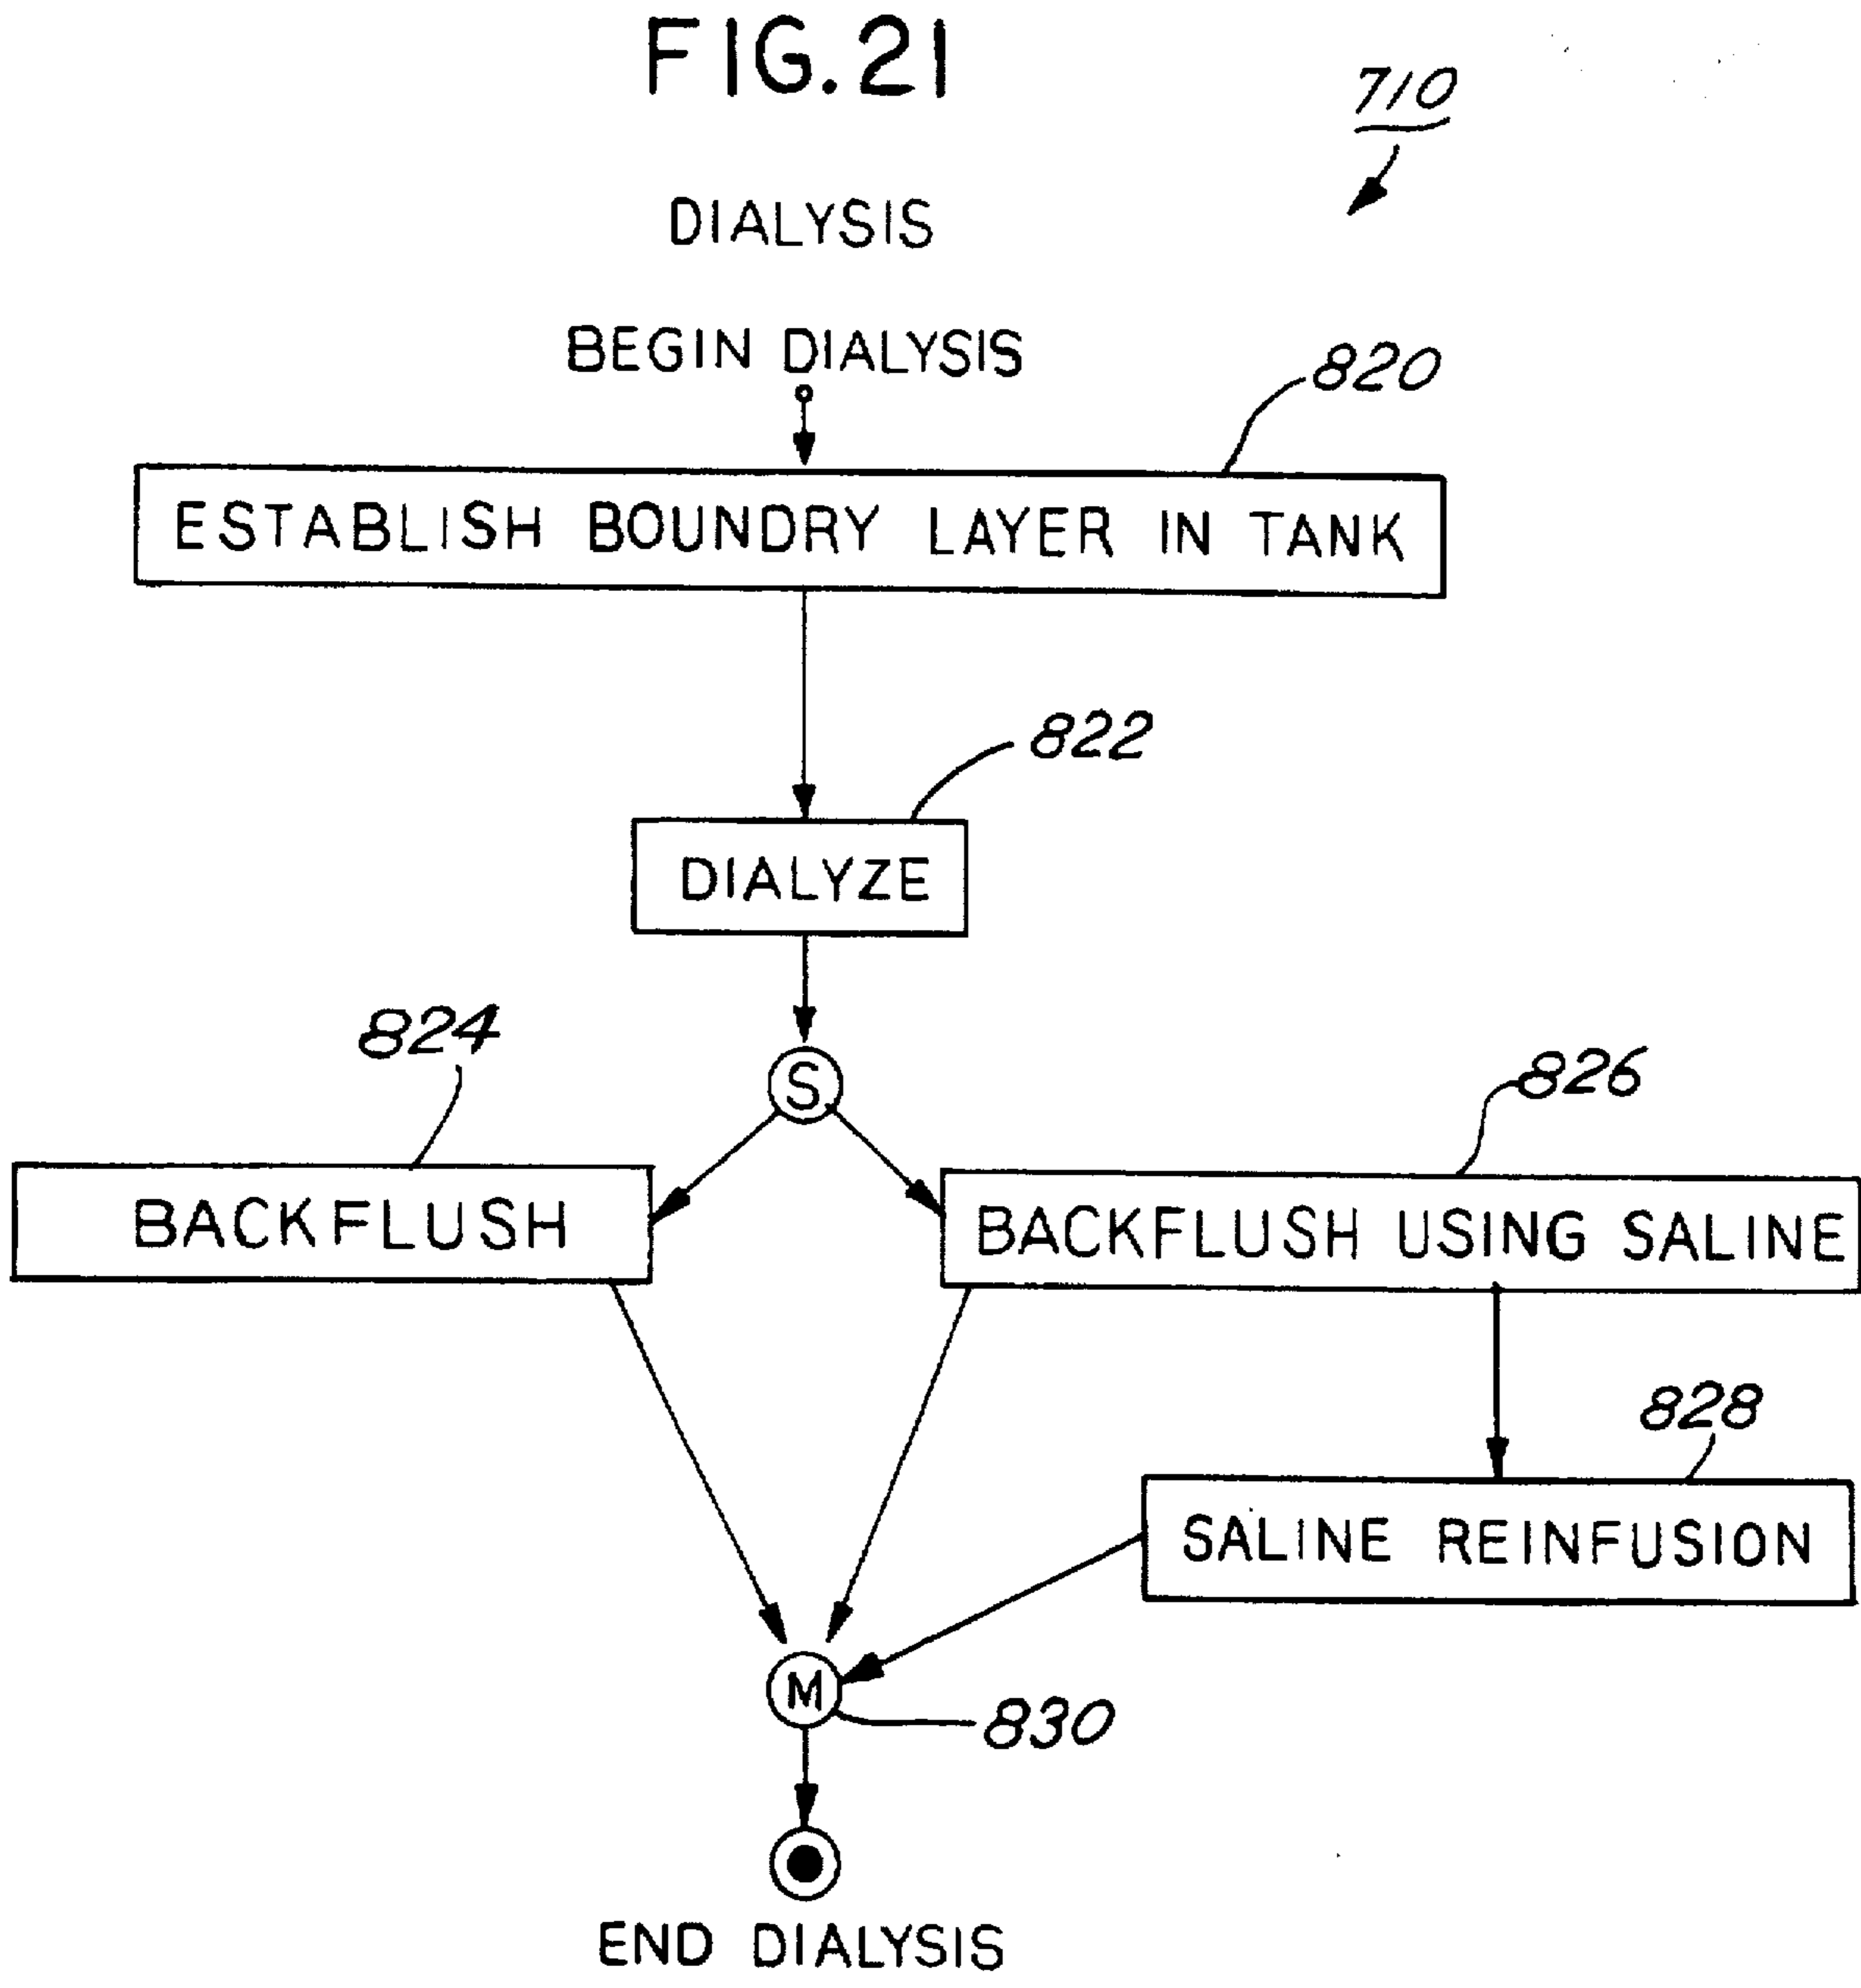 FIG.21
710
DIALYSIS
BEGIN DIALYSIS
820
ESTABLISH BOUNDRY LAYER IN TANK
822
DIALYZE
S
824
826
BACKFLUSH
BACKFLUSH USING SALINE
828
SALINE REINFUSION
M
830
END DIALYSIS